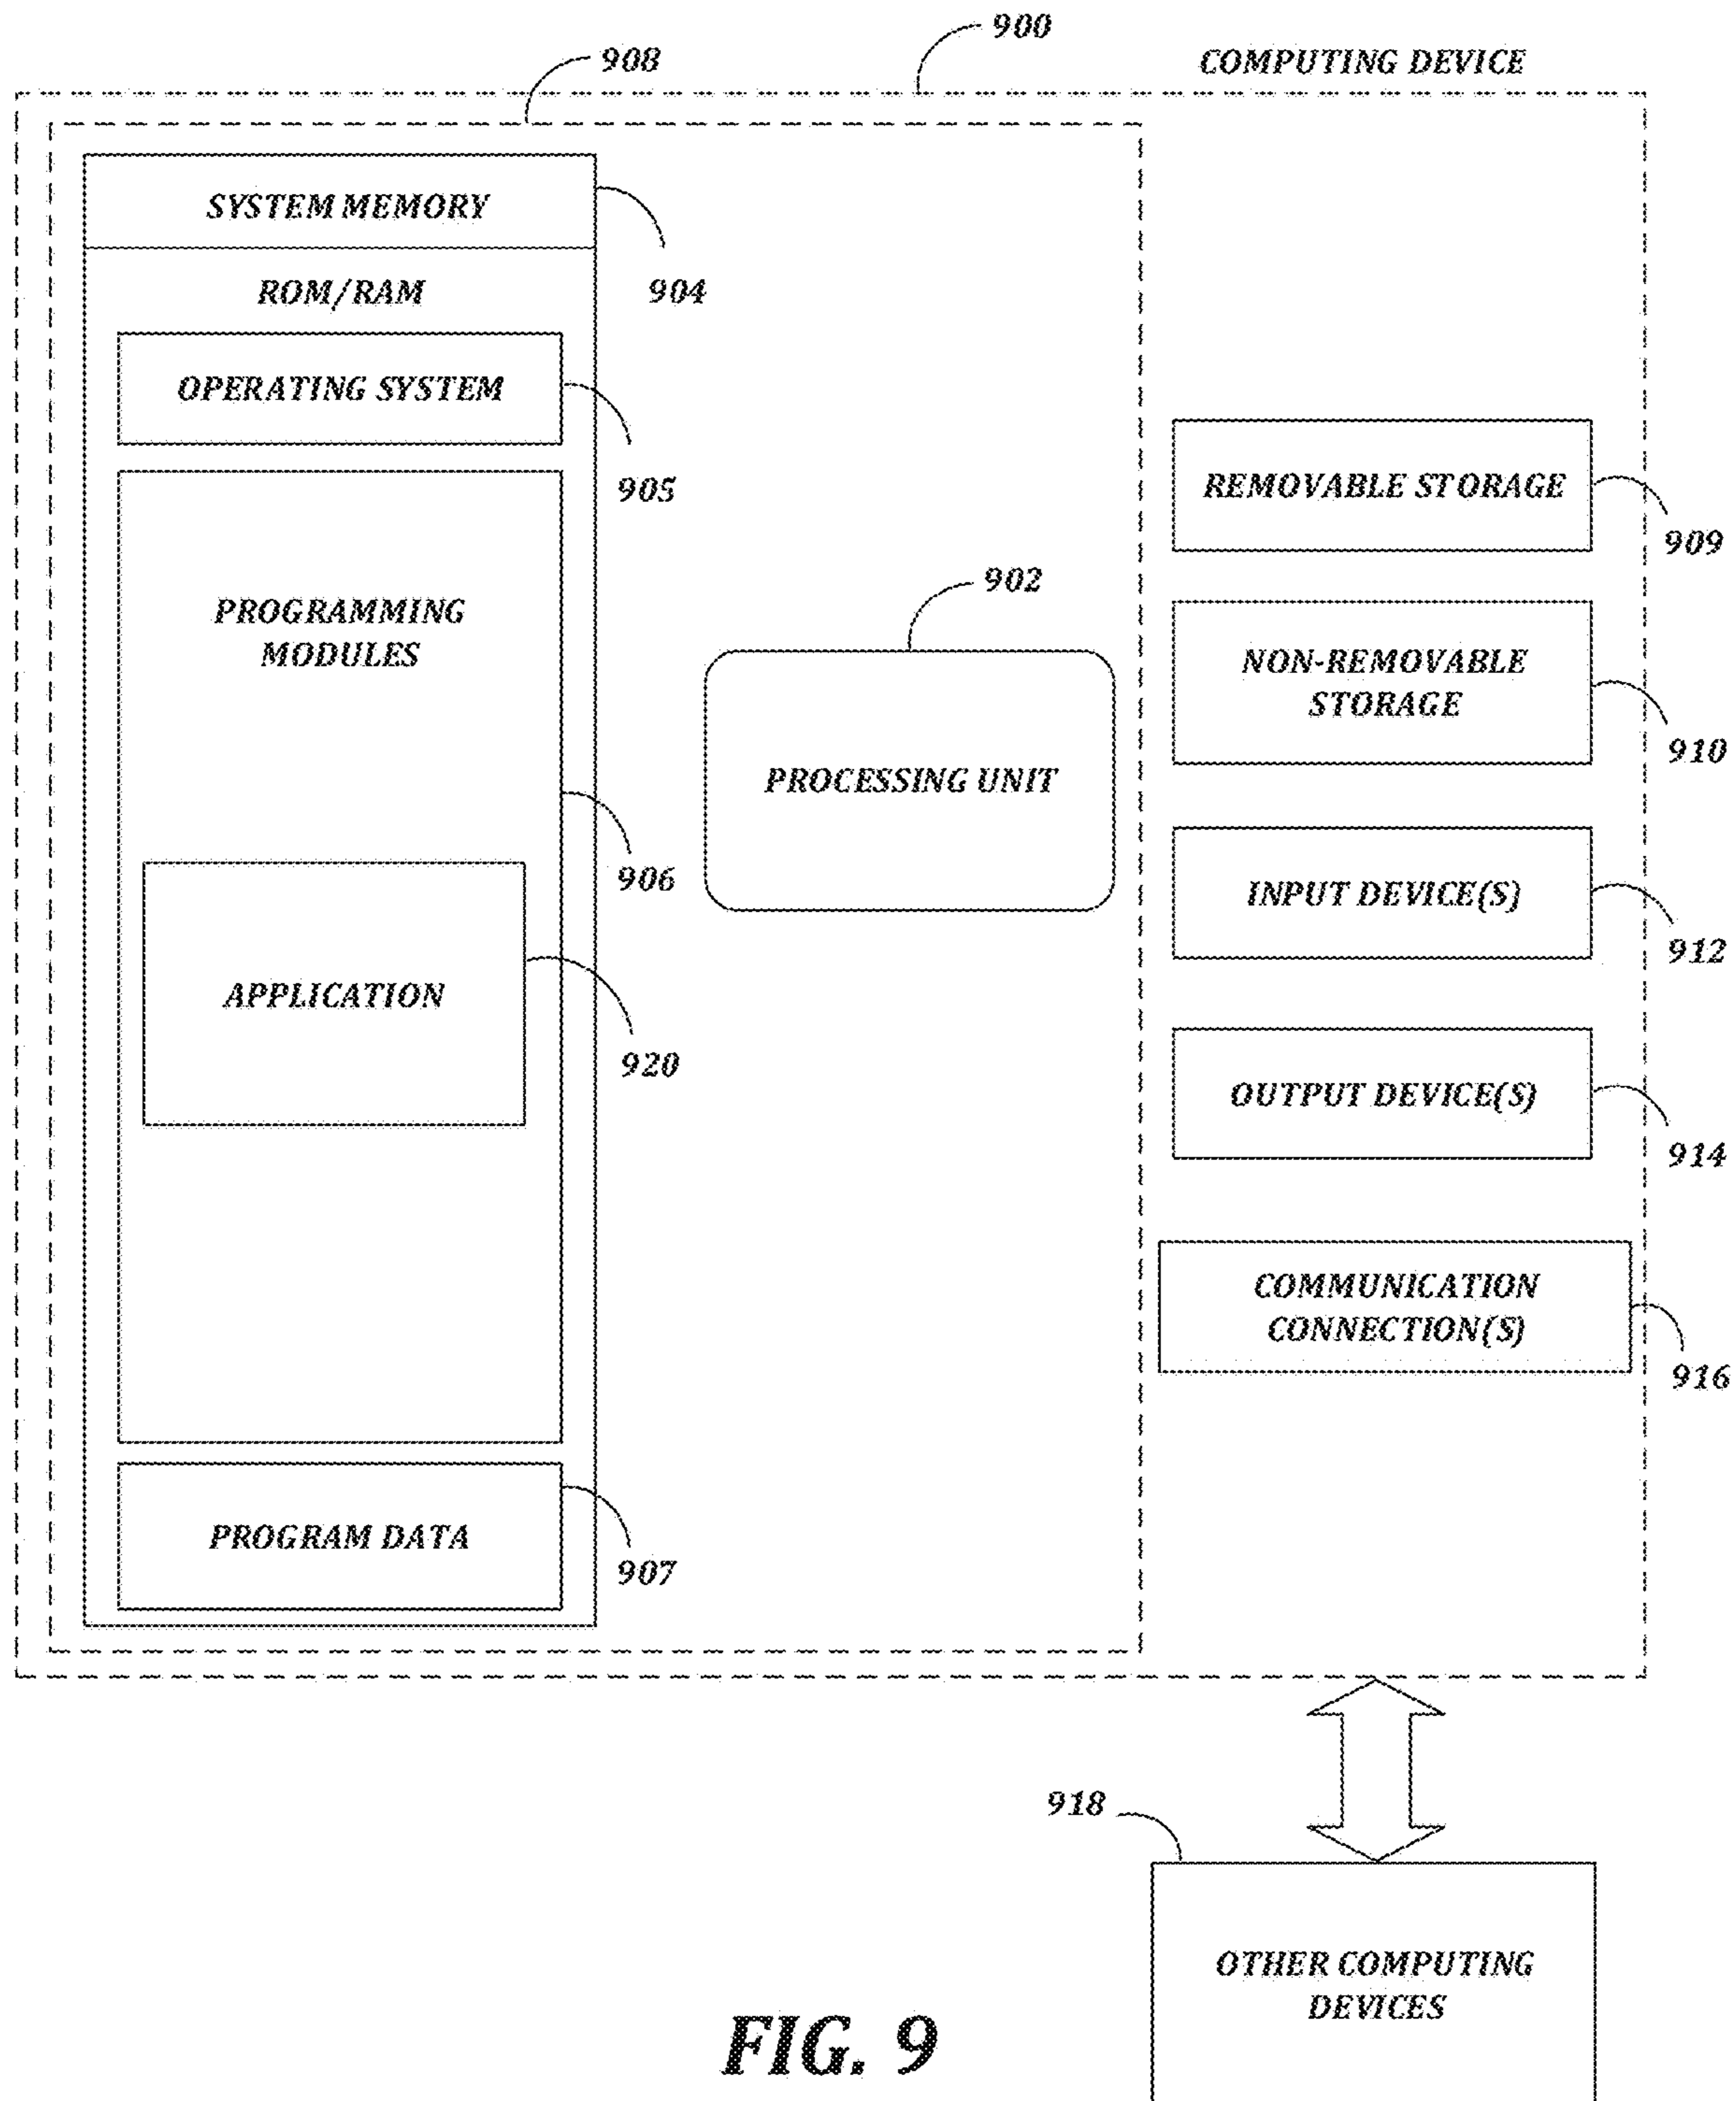 900
908
COMPUTING DEVICE
SYSTEM MEMORY
904
ROM/RAM
OPERATING SYSTEM
905
PROGRAMMING
MODULES
906
APPLICATION
920
PROGRAM DATA
907
902
PROCESSING UNIT
REMOVABLE STORAGE
909
NON-REMOVABLE
STORAGE
910
INPUT DEVICE(S)
912
OUTPUT DEVICE(S)
914
COMMUNICATION
CONNECTION(S)
916
918
OTHER COMPUTING
DEVICES
FIG. 9